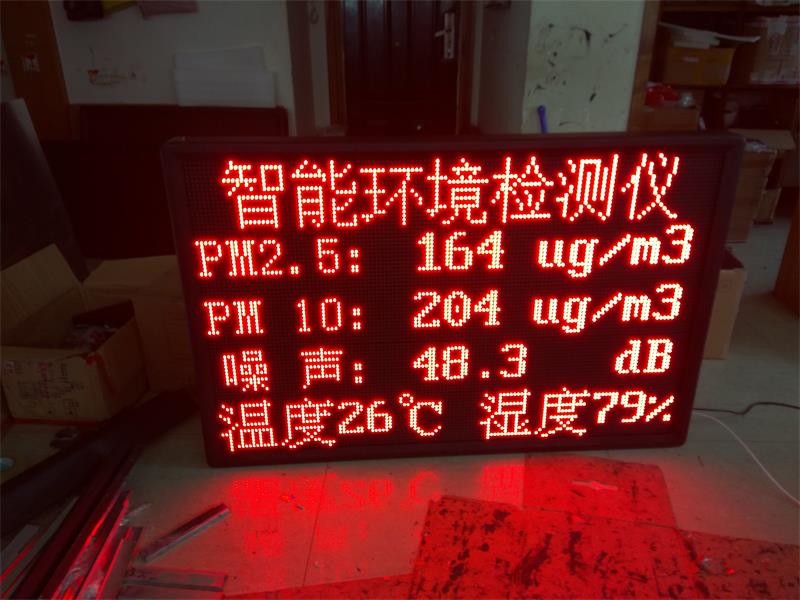 智能环境检测仪
PM2.5: 164 ug/m3
PM 10: 204 ug/m3
噪 声: 48.3 dB
温度26℃ 湿度79%